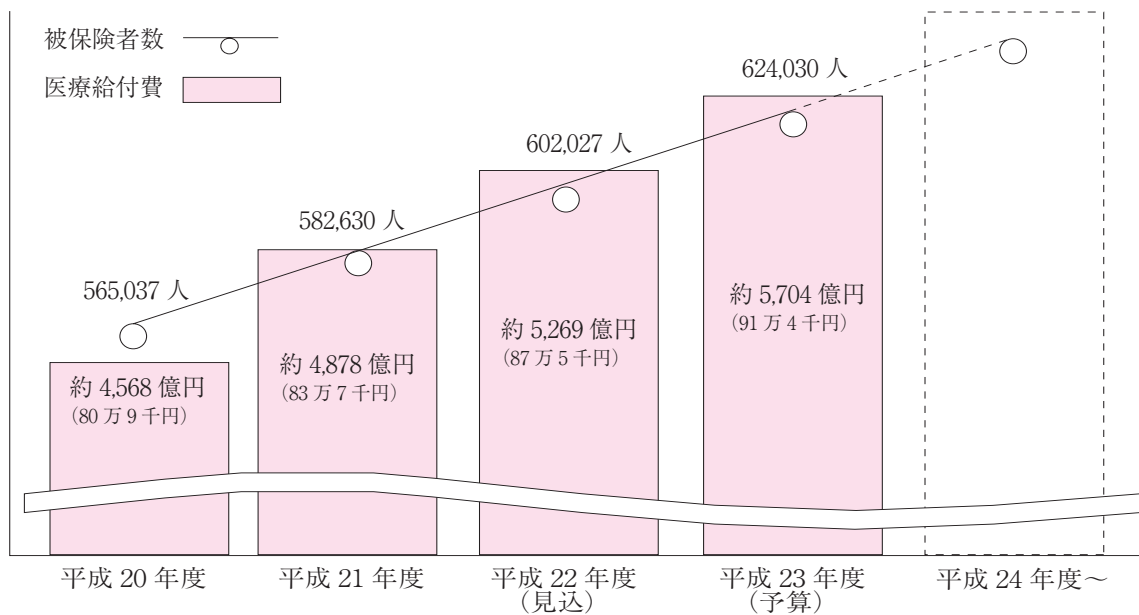 被保険者数
医療給付費
565,037 人
582,630 人
602,027 人
624,030 人
約 4,568 億円
(80 万 9 千円)
約 4,878 億円
(83 万 7 千円)
約 5,269 億円
(87 万 5 千円)
約 5,704 億円
(91 万 4 千円)
平成 20 年度
平成 21 年度
平成 22 年度
(見込)
平成 23 年度
(予算)
平成 24 年度～